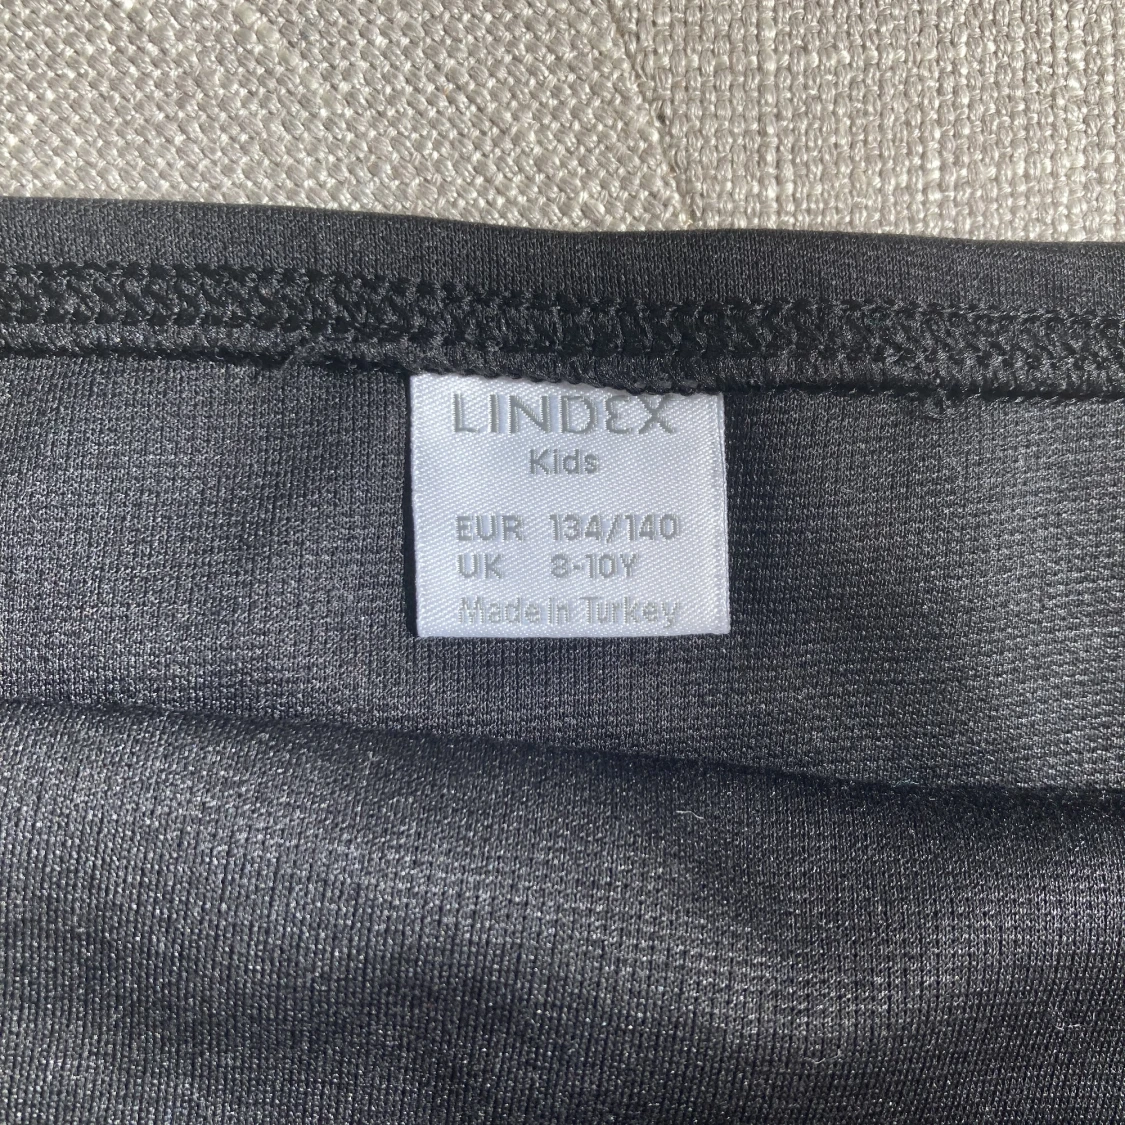 LINDEX
Kids
EUR 134/140
UK 8-10Y
Made in Turkey